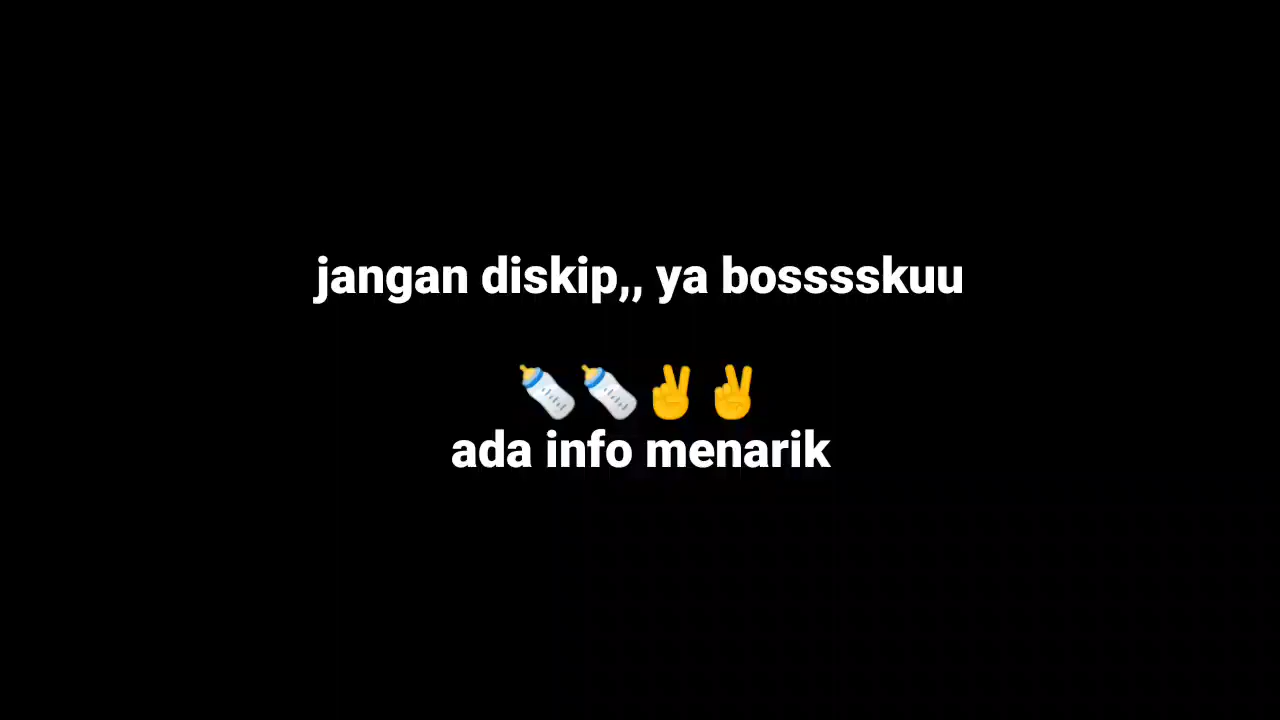 jangan diskip,, ya bosssskuu
🍼🍼✌✌
ada info menarik